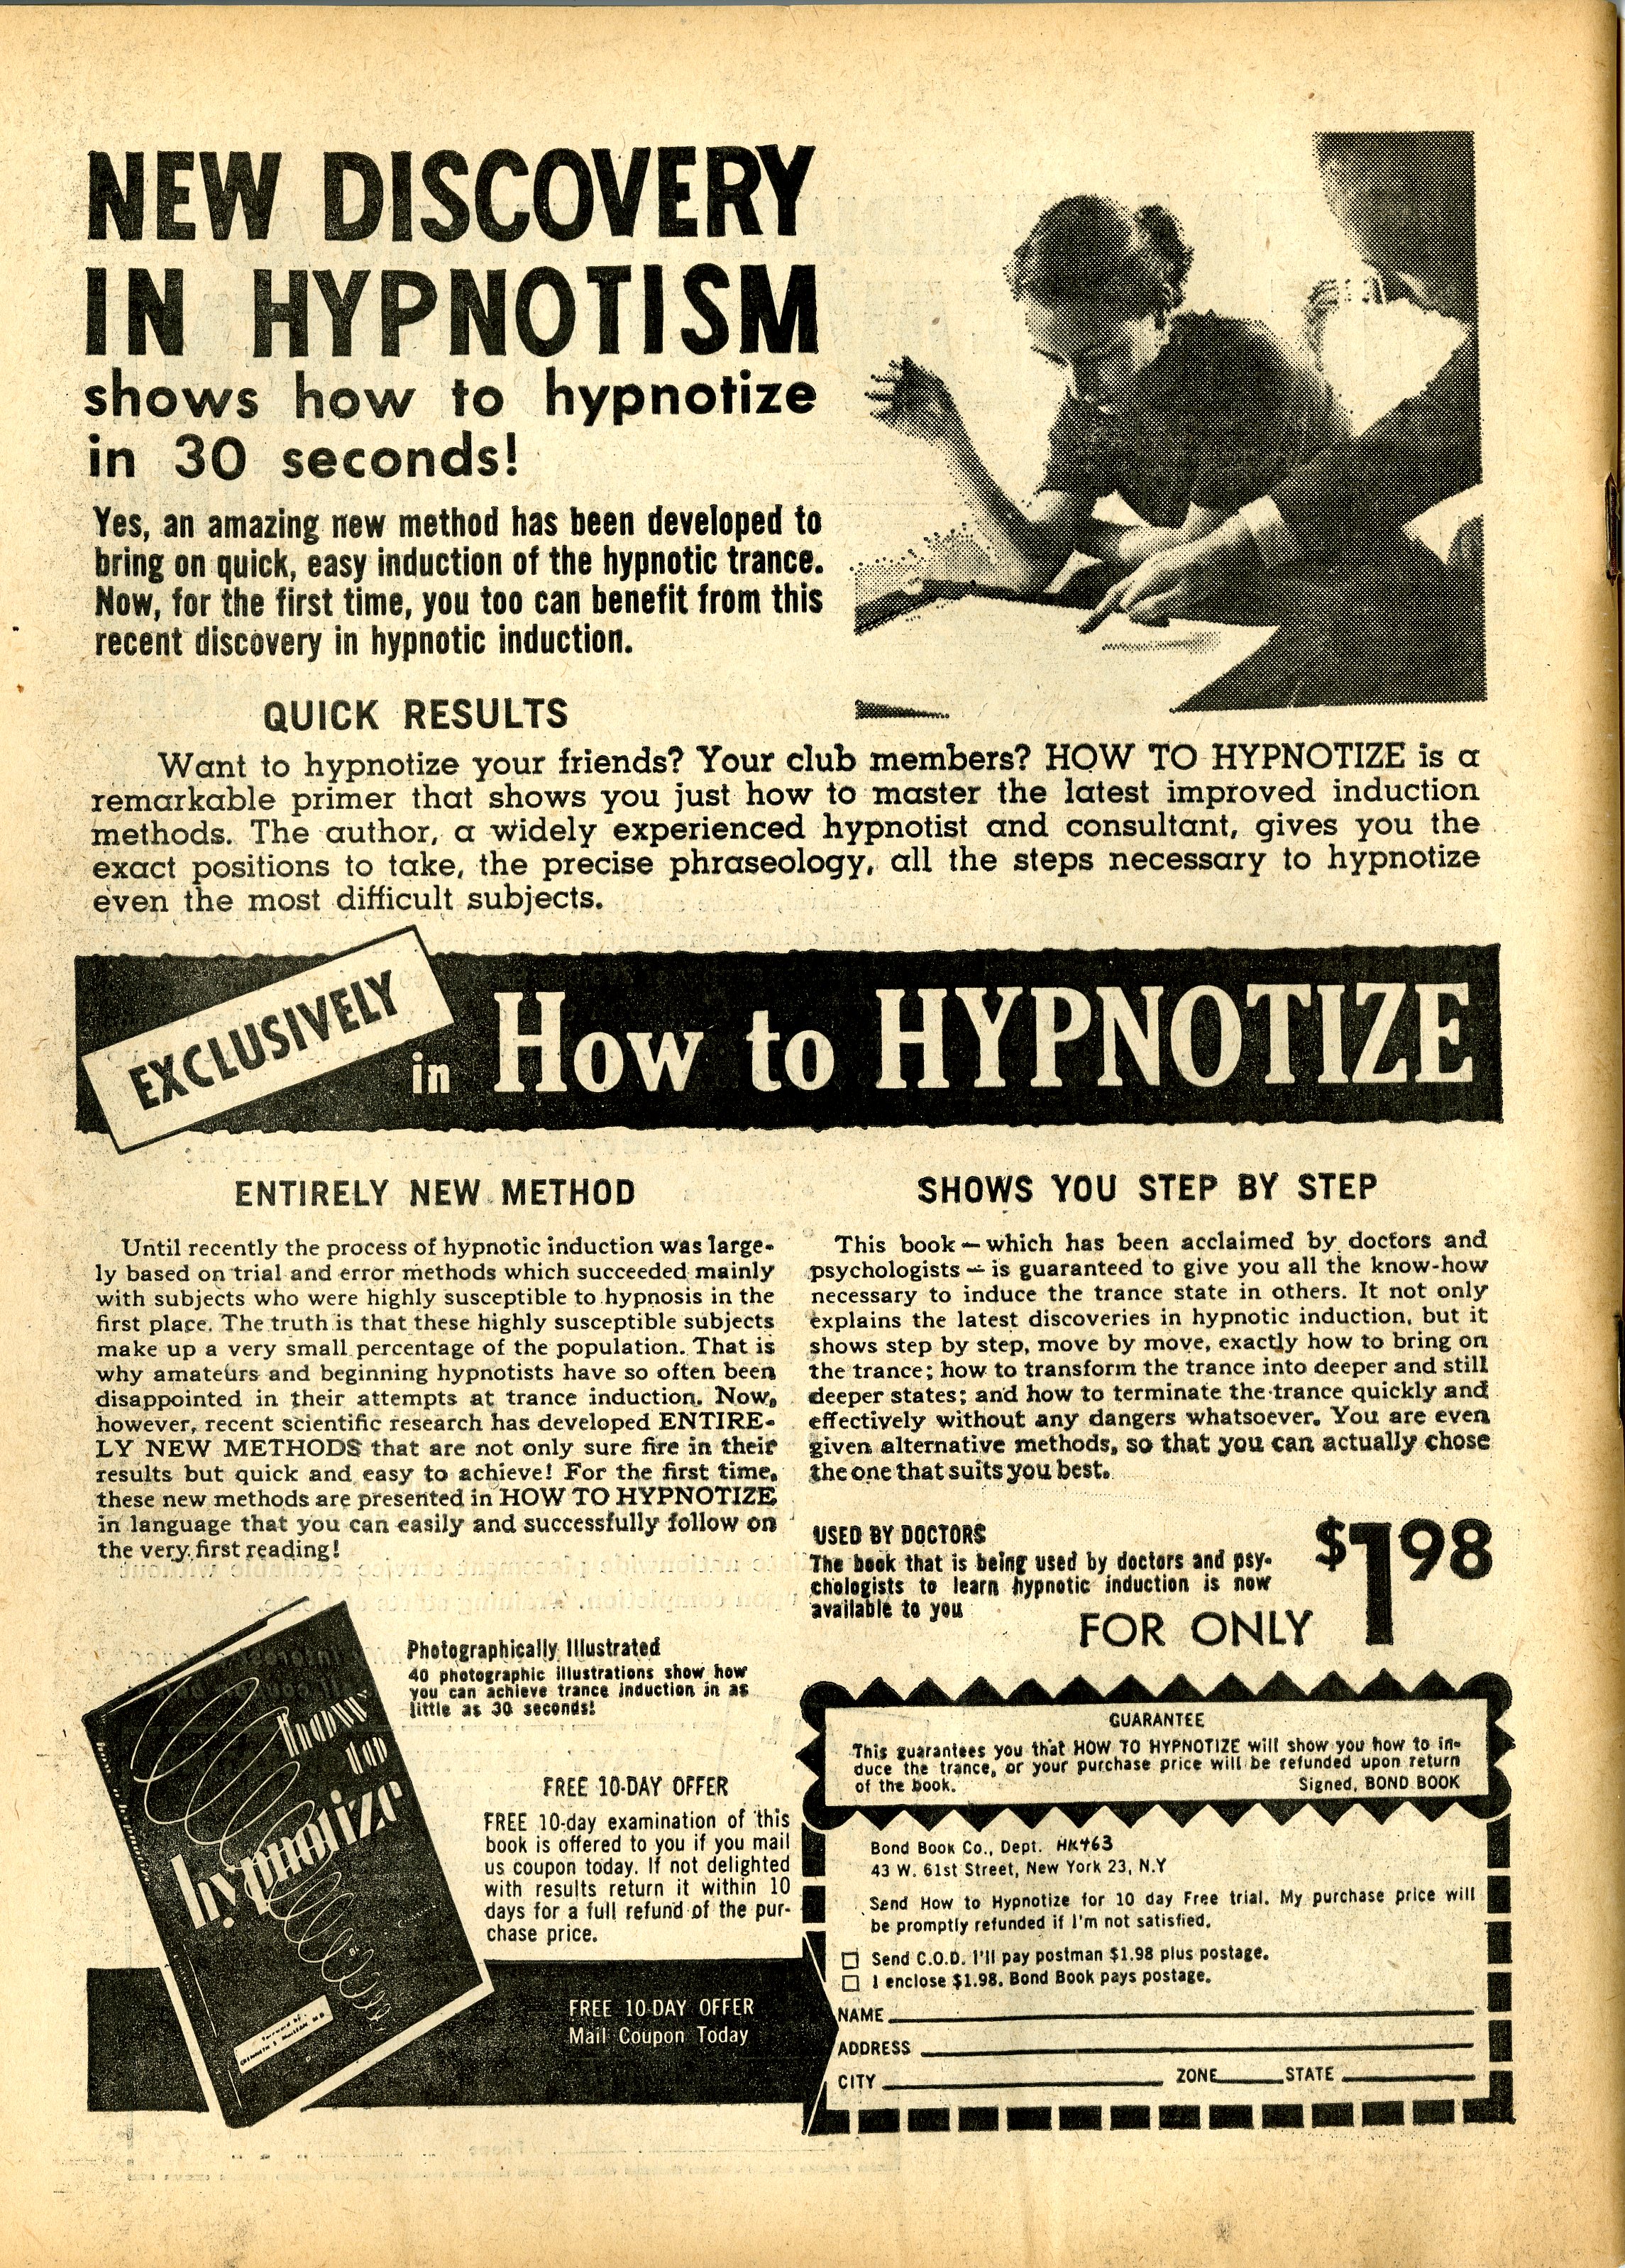 NEW DISCOVERY
IN HYPNOTISM
shows how to hypnotize
in 30 seconds!
Yes, an amazing new method has been developed to
bring on quick, easy induction of the hypnotic trance.
Now, for the first time, you too can benefit from this
recent discovery in hypnotic induction.
QUICK RESULTS
Want to hypnotize your friends? Your club members? HOW TO HYPNOTIZE is a
remarkable primer that shows you just how to master the latest improved induction
methods. The author, a widely experienced hypnotist and consultant, gives you the
exact positions to take, the precise phraseology, all the steps necessary to hypnotize
even the most difficult subjects.
EXCLUSIVELY
in How to HYPNOTIZE
ENTIRELY NEW METHOD
Until recently the process of hypnotic induction was large-
ly based on trial and error methods which succeeded mainly
with subjects who were highly susceptible to hypnosis in the
first place. The truth is that these highly susceptible subjects
make up a very small percentage of the population. That is
why amateurs and beginning hypnotists have so often been
disappointed in their attempts at trance induction. Now,
however, recent scientific research has developed ENTIRE-
LY NEW METHODS that are not only sure fire in their
results but quick and easy to achieve! For the first time,
these new methods are presented in HOW TO HYPNOTIZE
in language that you can easily and successfully follow on
the very first reading!
SHOWS YOU STEP BY STEP
This book — which has been acclaimed by doctors and
psychologists — is guaranteed to give you all the know-how
necessary to induce the trance state in others. It not only
explains the latest discoveries in hypnotic induction, but it
shows step by step, move by move, exactly how to bring on
the trance; how to transform the trance into deeper and still
deeper states; and how to terminate the trance quickly and
effectively without any dangers whatsoever. You are even
given alternative methods, so that you can actually chose
the one that suits you best.
USED BY DOCTORS
The book that is being used by doctors and psy-
chologists to learn hypnotic induction is now
available to you
FOR ONLY $198
how
to
hypnotize
Photographically Illustrated
40 photographic illustrations show how
you can achieve trance induction in as
little as 30 seconds!
FREE 10-DAY OFFER
FREE 10-day examination of this
book is offered to you if you mail
us coupon today. If not delighted
with results return it within 10
days for a full refund of the pur-
chase price.
FREE 10-DAY OFFER
Mail Coupon Today
GUARANTEE
This guarantees you that HOW TO HYPNOTIZE will show you how to in-
duce the trance, or your purchase price will be refunded upon return
of the book. Signed, BOND BOOK
Bond Book Co., Dept. HK463
43 W. 61st Street, New York 23, N.Y
Send How to Hypnotize for 10 day Free trial. My purchase price will
be promptly refunded if I'm not satisfied.
Send C.O.D. I'll pay postman $1.98 plus postage.
I enclose $1.98. Bond Book pays postage.
NAME
ADDRESS
CITY ZONE STATE